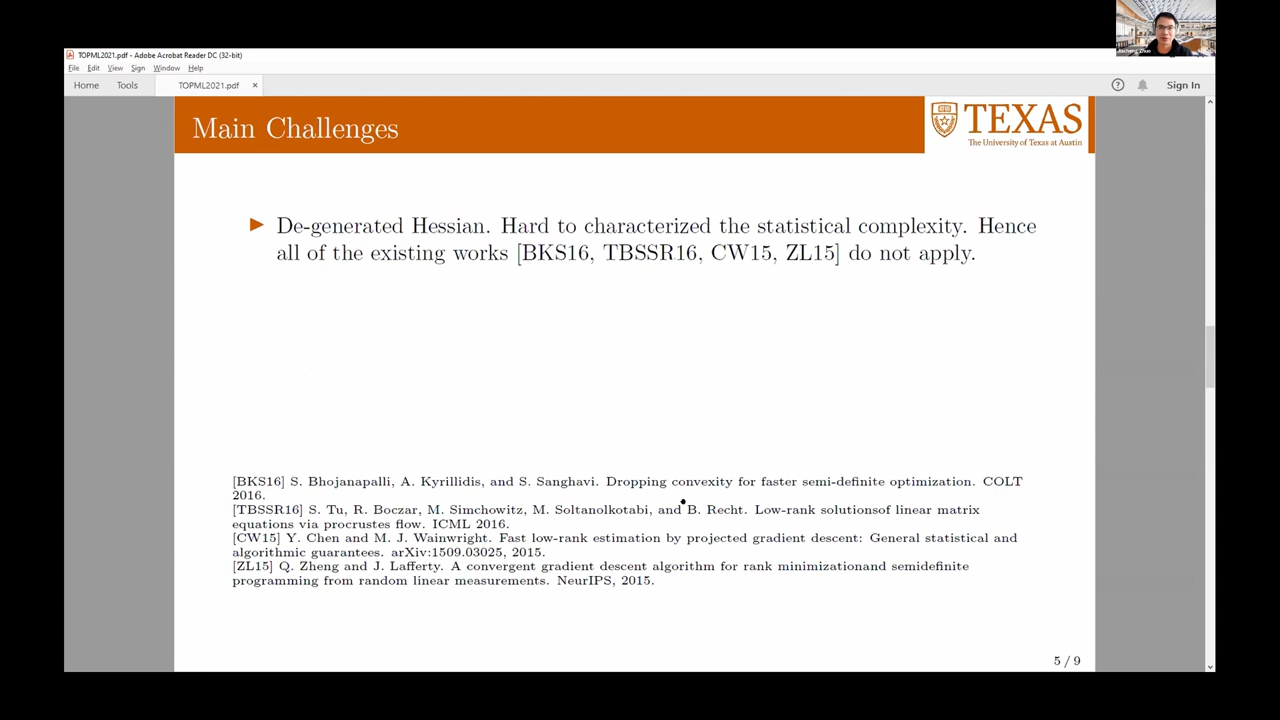 TOPML2021.pdf - Adobe Acrobat Reader DC (32-bit)
File Edit View Sign Window Help
Home Tools TOPML2021.pdf × Sign In
Main Challenges
TEXAS
The University of Texas at Austin
De-generated Hessian. Hard to characterized the statistical complexity. Hence
all of the existing works [BKS16, TBSSR16, CW15, ZL15] do not apply.
[BKS16] S. Bhojanapalli, A. Kyrillidis, and S. Sanghavi. Dropping convexity for faster semi-definite optimization. COLT
2016.
[TBSSR16] S. Tu, R. Boczar, M. Simchowitz, M. Soltanolkotabi, and B. Recht. Low-rank solutionsof linear matrix
equations via procrustes flow. ICML 2016.
[CW15] Y. Chen and M. J. Wainwright. Fast low-rank estimation by projected gradient descent: General statistical and
algorithmic guarantees. arXiv:1509.03025, 2015.
[ZL15] Q. Zheng and J. Lafferty. A convergent gradient descent algorithm for rank minimizationand semidefinite
programming from random linear measurements. NeurIPS, 2015.
5 / 9